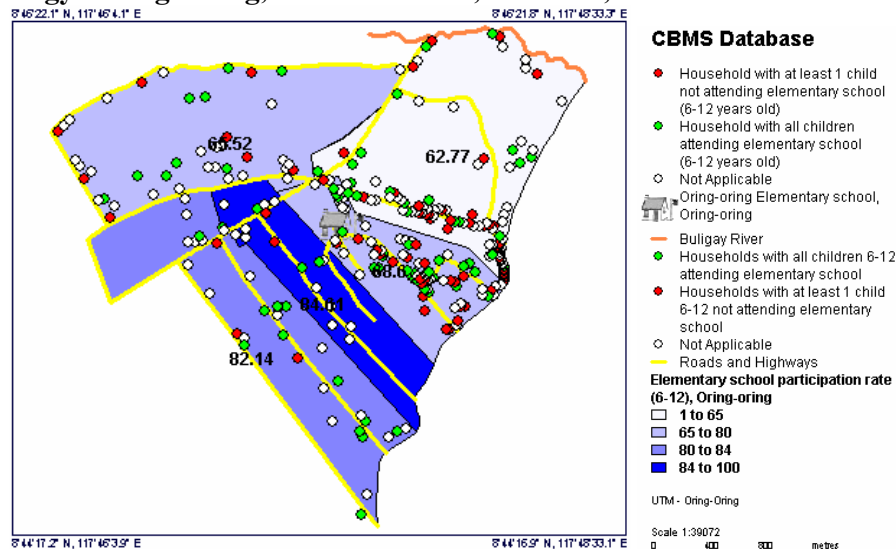 8°46'22.1" N, 117°46'4.1" E
8°46'21.8" N, 117°48'33.3" E
62.77
84.61
82.14
8°44'17.2" N, 117°46'3.9" E
8°44'16.9" N, 117°48'33.1" E
CBMS Database
Household with at least 1 child
not attending elementary school
(6-12 years old)
Household with all children
attending elementary school
(6-12 years old)
Not Applicable
Oring-oring Elementary school,
Oring-oring
Buligay River
Households with all children 6-12
attending elementary school
Households with at least 1 child
6-12 not attending elementary
school
Not Applicable
Roads and Highways
Elementary school participation rate
(6-12), Oring-oring
1 to 65
65 to 80
80 to 84
84 to 100
UTM - Oring-Oring
Scale 1:39072
0 400 800 metres